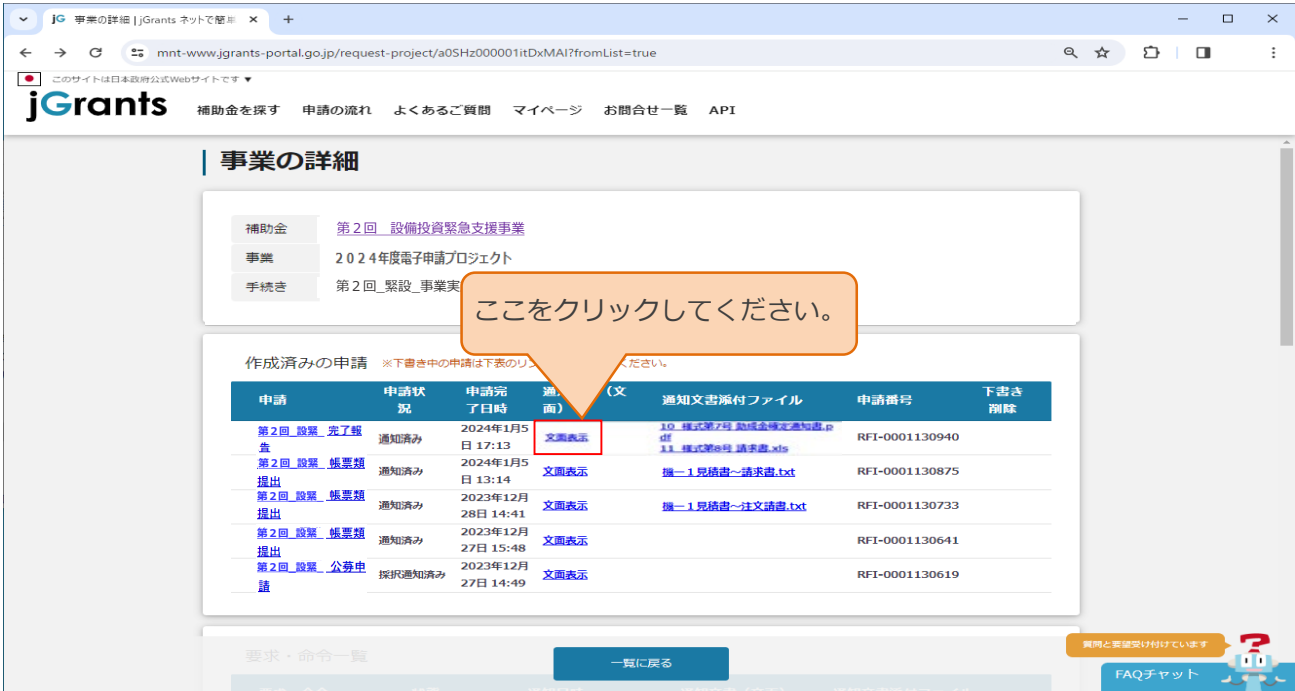 jG 事業の詳細 | jGrants ネットで簡単
mnt-www.jgrants-portal.go.jp/request-project/a0SHz000001itDxMAI?fromList=true
このサイトは日本政府公式Webサイトです ▼
jGrants 補助金を探す 申請の流れ よくあるご質問 マイページ お問合せ一覧 API
事業の詳細
補助金 第２回　設備投資緊急支援事業
事業 ２０２４年度電子申請プロジェクト
手続き 第２回_緊設_事業実
ここをクリックしてください。
作成済みの申請 ※下書き中の申請は下表のリン ください。
申請 申請状況 申請完了日時 通 （文面） 通知文書添付ファイル 申請番号 下書き削除
第２回_設緊_ 完了報告 通知済み 2024年1月5日 17:13 文面表示 10_様式第7号 助成金確定通知書.pdf
11_様式第8号 請求書.xls RFI-0001130940
第２回_設緊_ 帳票類提出 通知済み 2024年1月5日 13:14 文面表示 機ー１見積書～請求書.txt RFI-0001130875
第２回_設緊_ 帳票類提出 通知済み 2023年12月28日 14:41 文面表示 機ー１見積書～注文請書.txt RFI-0001130733
第２回_設緊_ 帳票類提出 通知済み 2023年12月27日 15:48 文面表示 RFI-0001130641
第２回_設緊_ 公募申請 採択通知済み 2023年12月27日 14:49 文面表示 RFI-0001130619
要求・命令一覧
一覧に戻る
質問と要望受け付けています
FAQチャット